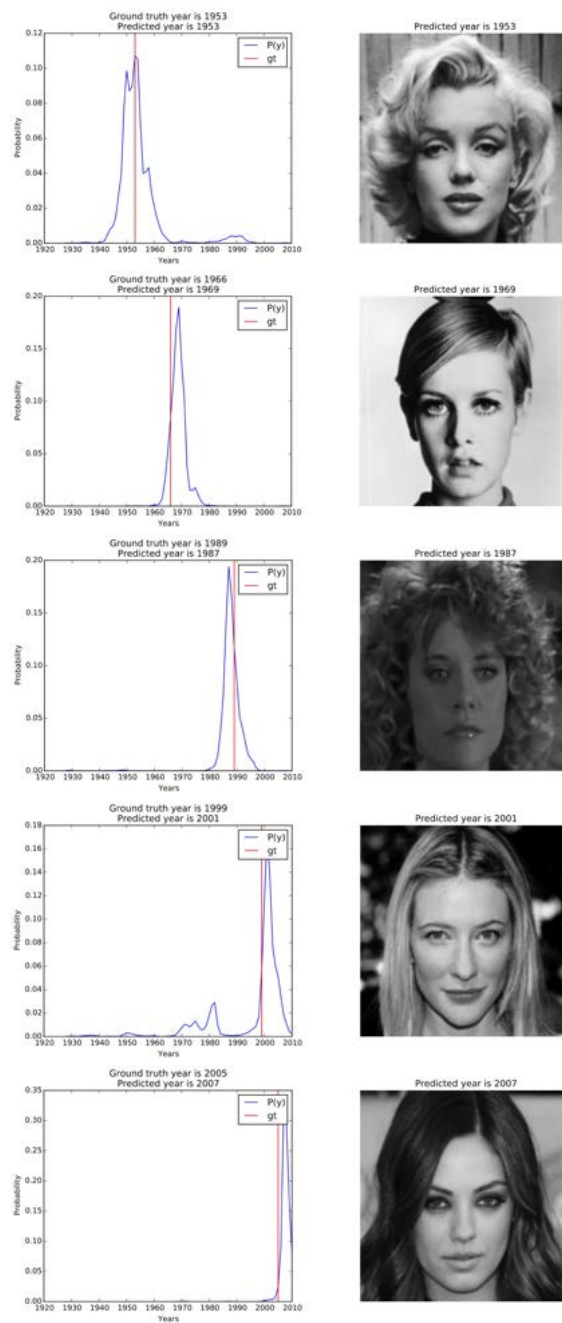 Ground truth year is 1953
Predicted year is 1953
0.12
0.10
0.08
0.06
0.04
0.02
0.00
Probability
P(y)
gt
1920 1930 1940 1950 1960 1970 1980 1990 2000 2010
Years
Predicted year is 1953
Ground truth year is 1966
Predicted year is 1969
0.20
0.15
0.10
0.05
0.00
Probability
P(y)
gt
1920 1930 1940 1950 1960 1970 1980 1990 2000 2010
Years
Predicted year is 1969
Ground truth year is 1989
Predicted year is 1987
0.20
0.15
0.10
0.05
0.00
Probability
P(y)
gt
1920 1930 1940 1950 1960 1970 1980 1990 2000 2010
Years
Predicted year is 1987
Ground truth year is 1999
Predicted year is 2001
0.18
0.16
0.14
0.12
0.10
0.08
0.06
0.04
0.02
0.00
Probability
P(y)
gt
1920 1930 1940 1950 1960 1970 1980 1990 2000 2010
Years
Predicted year is 2001
Ground truth year is 2005
Predicted year is 2007
0.35
0.30
0.25
0.20
0.15
0.10
0.05
0.00
Probability
P(y)
gt
1920 1930 1940 1950 1960 1970 1980 1990 2000 2010
Years
Predicted year is 2007